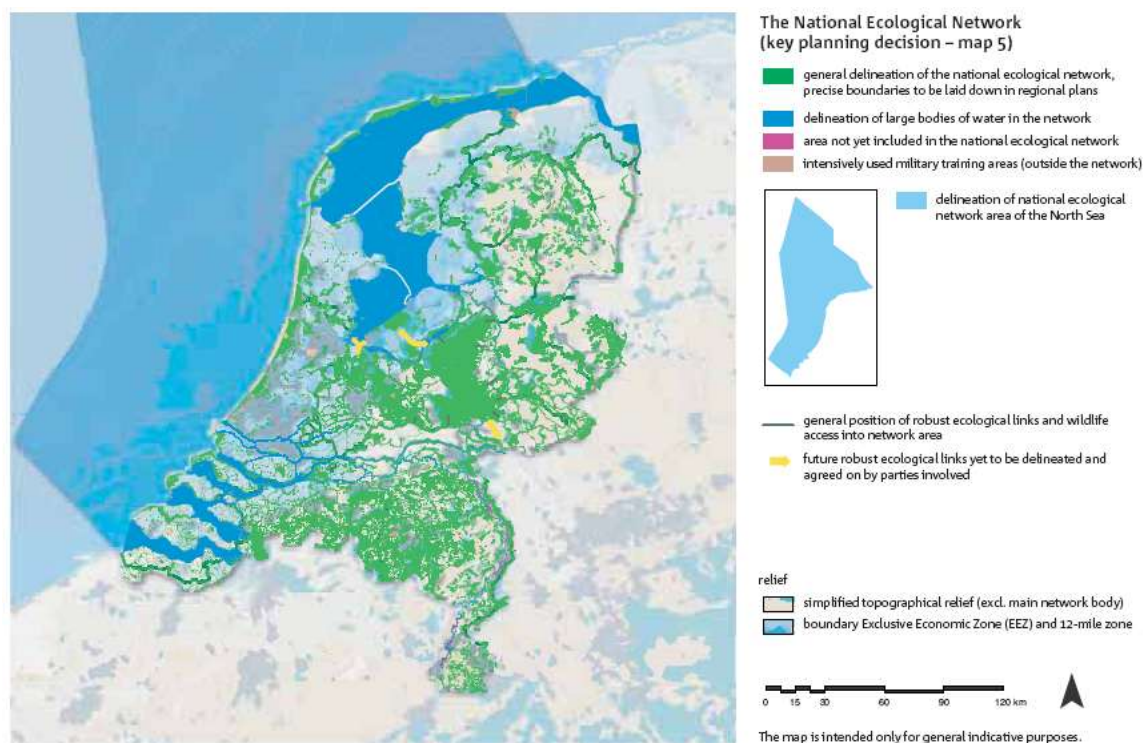 The National Ecological Network
(key planning decision – map 5)
general delineation of the national ecological network,
precise boundaries to be laid down in regional plans
delineation of large bodies of water in the network
area not yet included in the national ecological network
intensively used military training areas (outside the network)
delineation of national ecological
network area of the North Sea
general position of robust ecological links and wildlife
access into network area
future robust ecological links yet to be delineated and
agreed on by parties involved
relief
simplified topographical relief (excl. main network body)
boundary Exclusive Economic Zone (EEZ) and 12-mile zone
0 15 30 60 90 120 km
The map is intended only for general indicative purposes.